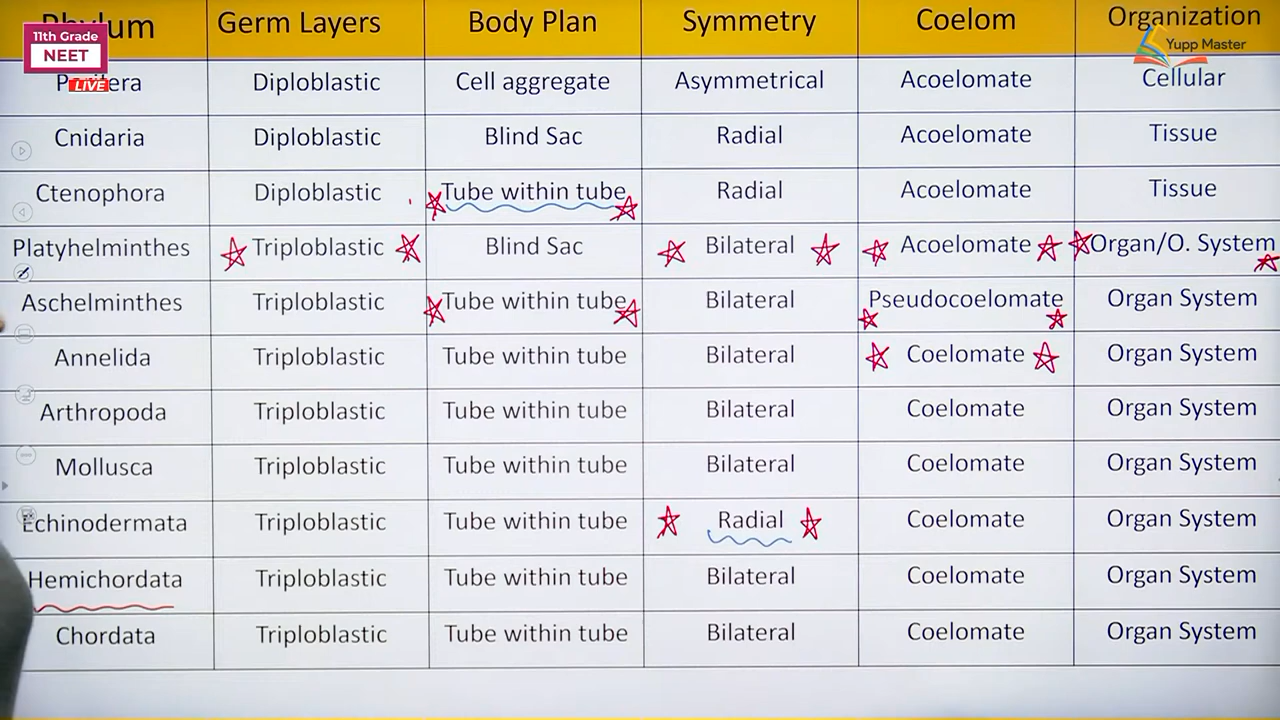 Phylum Germ Layers Body Plan Symmetry Coelom Organization
11th Grade
NEET
LIVE
Yupp Master
Porifera Diploblastic Cell aggregate Asymmetrical Acoelomate Cellular
Cnidaria Diploblastic Blind Sac Radial Acoelomate Tissue
Ctenophora Diploblastic Tube within tube Radial Acoelomate Tissue
Platyhelminthes Triploblastic Blind Sac Bilateral Acoelomate Organ/O. System
Aschelminthes Triploblastic Tube within tube Bilateral Pseudocoelomate Organ System
Annelida Triploblastic Tube within tube Bilateral Coelomate Organ System
Arthropoda Triploblastic Tube within tube Bilateral Coelomate Organ System
Mollusca Triploblastic Tube within tube Bilateral Coelomate Organ System
Echinodermata Triploblastic Tube within tube Radial Coelomate Organ System
Hemichordata Triploblastic Tube within tube Bilateral Coelomate Organ System
Chordata Triploblastic Tube within tube Bilateral Coelomate Organ System